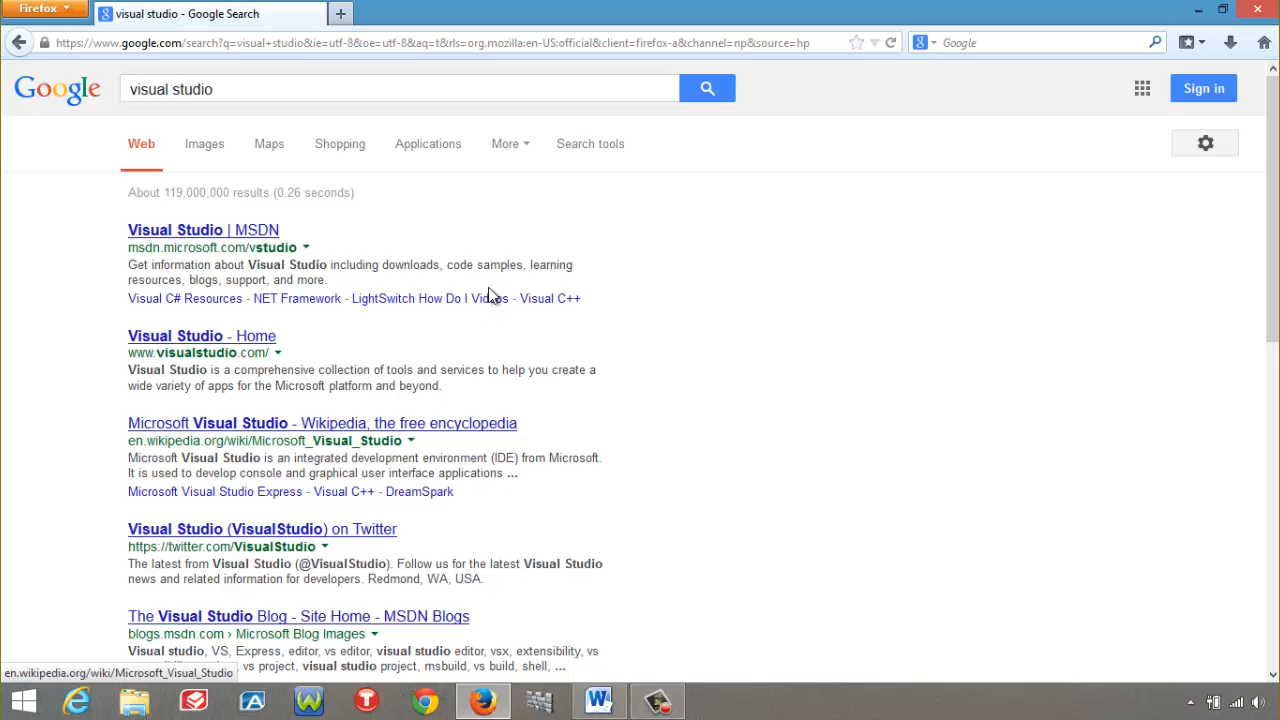 Firefox
visual studio - Google Search
https://www.google.com/search?q=visual+studio&ie=utf-8&oe=utf-8&aq=t&rls=org.mozilla:en-US:official&client=firefox-a&channel=np&source=hp
Google
Google
visual studio
Sign in
Web Images Maps Shopping Applications More Search tools
About 119,000,000 results (0.26 seconds)
Visual Studio | MSDN
msdn.microsoft.com/vstudio
Get information about Visual Studio including downloads, code samples, learning
resources, blogs, support, and more.
Visual C# Resources - NET Framework - LightSwitch How Do I Videos - Visual C++
Visual Studio - Home
www.visualstudio.com/
Visual Studio is a comprehensive collection of tools and services to help you create a
wide variety of apps for the Microsoft platform and beyond.
Microsoft Visual Studio - Wikipedia, the free encyclopedia
en.wikipedia.org/wiki/Microsoft_Visual_Studio
Microsoft Visual Studio is an integrated development environment (IDE) from Microsoft.
It is used to develop console and graphical user interface applications ...
Microsoft Visual Studio Express - Visual C++ - DreamSpark
Visual Studio (VisualStudio) on Twitter
https://twitter.com/VisualStudio
The latest from Visual Studio (@VisualStudio). Follow us for the latest Visual Studio
news and related information for developers. Redmond, WA, USA.
The Visual Studio Blog - Site Home - MSDN Blogs
blogs.msdn.com › Microsoft Blog Images
Visual studio, VS, Express, editor, vs editor, visual studio editor, vsx, extensibility, vs
vs project, visual studio project, msbuild, vs build, shell, ...
en.wikipedia.org/wiki/Microsoft_Visual_Studio